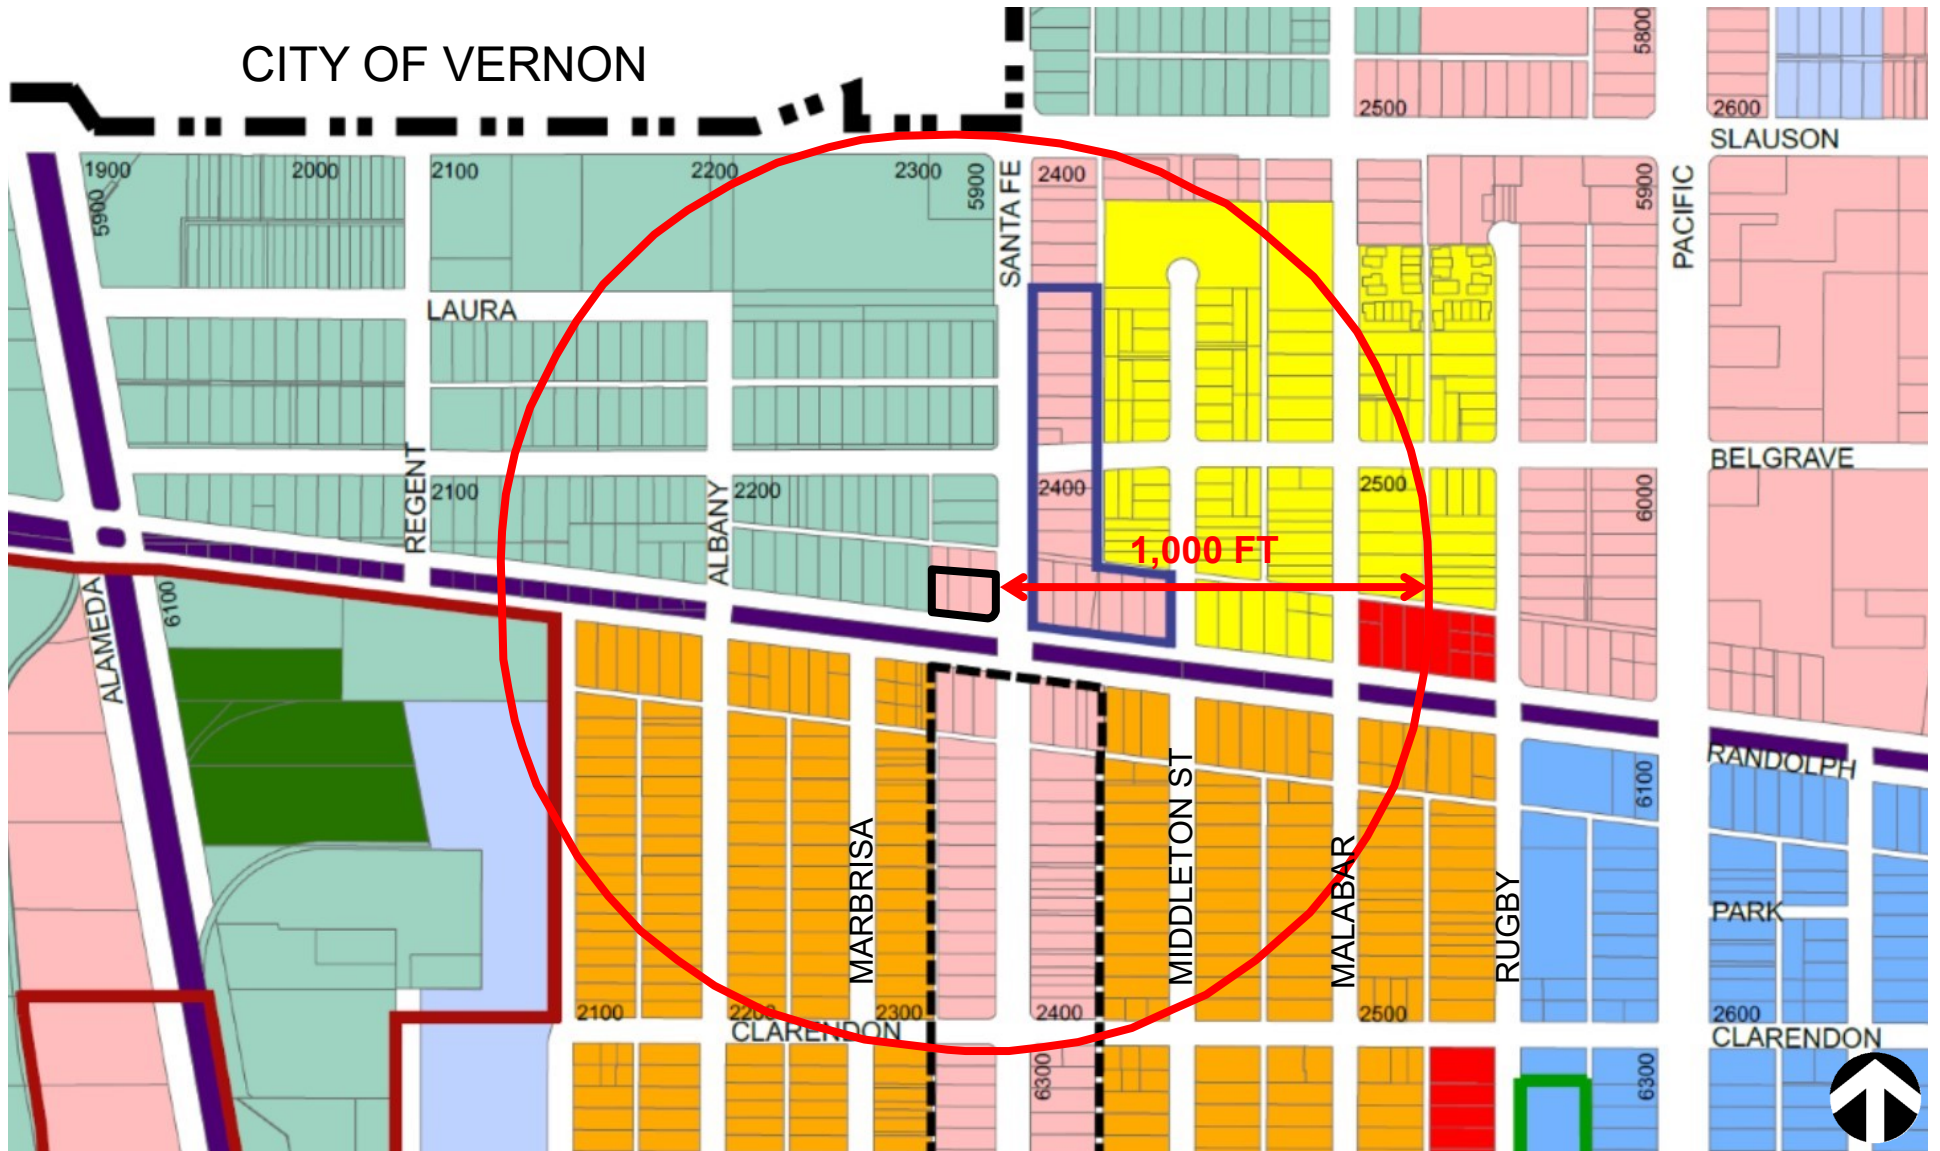 CITY OF VERNON
5800
2500
2600
SLAUSON
1900
2000
2100
2200
2300
5900
SANTA FE
2400
5900
PACIFIC
5900
LAURA
BELGRAVE
REGENT
2100
ALBANY
2200
2400
2500
6000
1,000 FT
ALAMEDA
6100
RANDOLPH
6100
MARBRISA
MIDDLETON ST
MALABAR
RUGBY
PARK
2100
2200
2300
2400
2500
2600
CLARENDON
CLARENDON
6300
6300